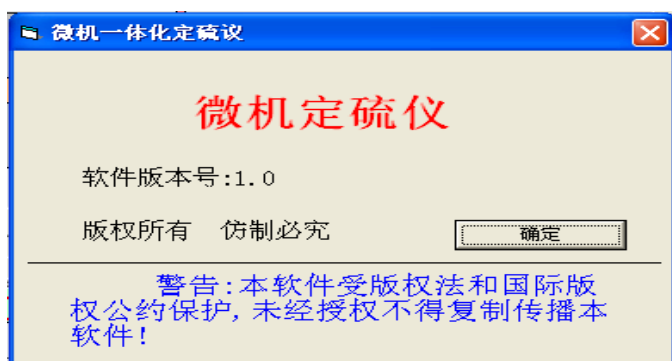 微机一体化定硫议
微机定硫仪
软件版本号:1.0
版权所有 仿制必究
确定
警告:本软件受版权法和国际版
权公约保护,未经授权不得复制传播本
软件!